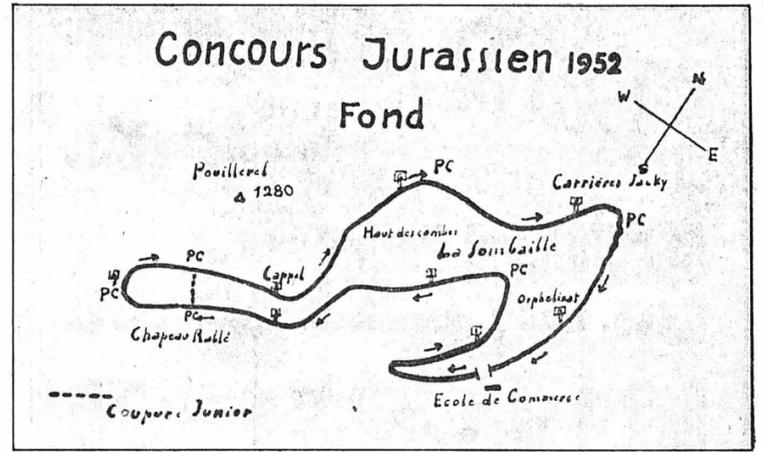 Concours Jurassien 1952
Fond
N
W
E
S
Pouillerel
1280
PC
Carrières Jacky
PC
Haut des combes
La Sombaille
PC
PC
Cappel
PC
Orphelinat
PC
Chapeau Rablé
Ecole de Commerce
Coupure Junior